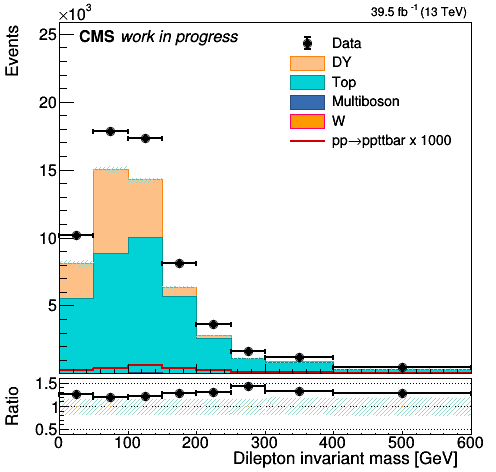 ×10³
39.5 fb⁻¹ (13 TeV)
CMS work in progress
Events
25
20
15
10
5
Data
DY
Top
Multiboson
W
pp→ppttbar x 1000
Ratio
1.5
1
0.5
0 100 200 300 400 500 600
Dilepton invariant mass [GeV]